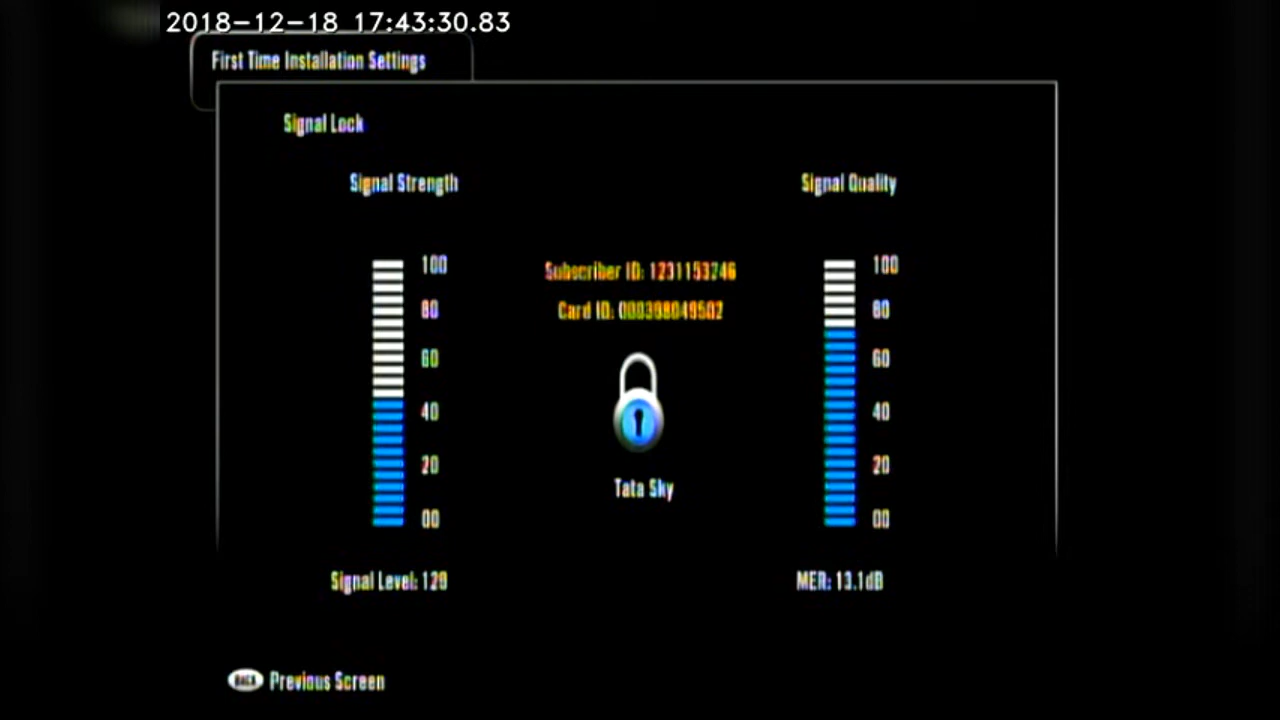 2018-12-18 17:43:30.83
First Time Installation Settings
Signal Lock
Signal Strength
Signal Quality
100
80
60
40
20
00
Subscriber ID: 1231153246
Card ID:
Tata Sky
100
80
60
40
20
00
Signal Level: 129
MER: 13.1dB
BACK Previous Screen